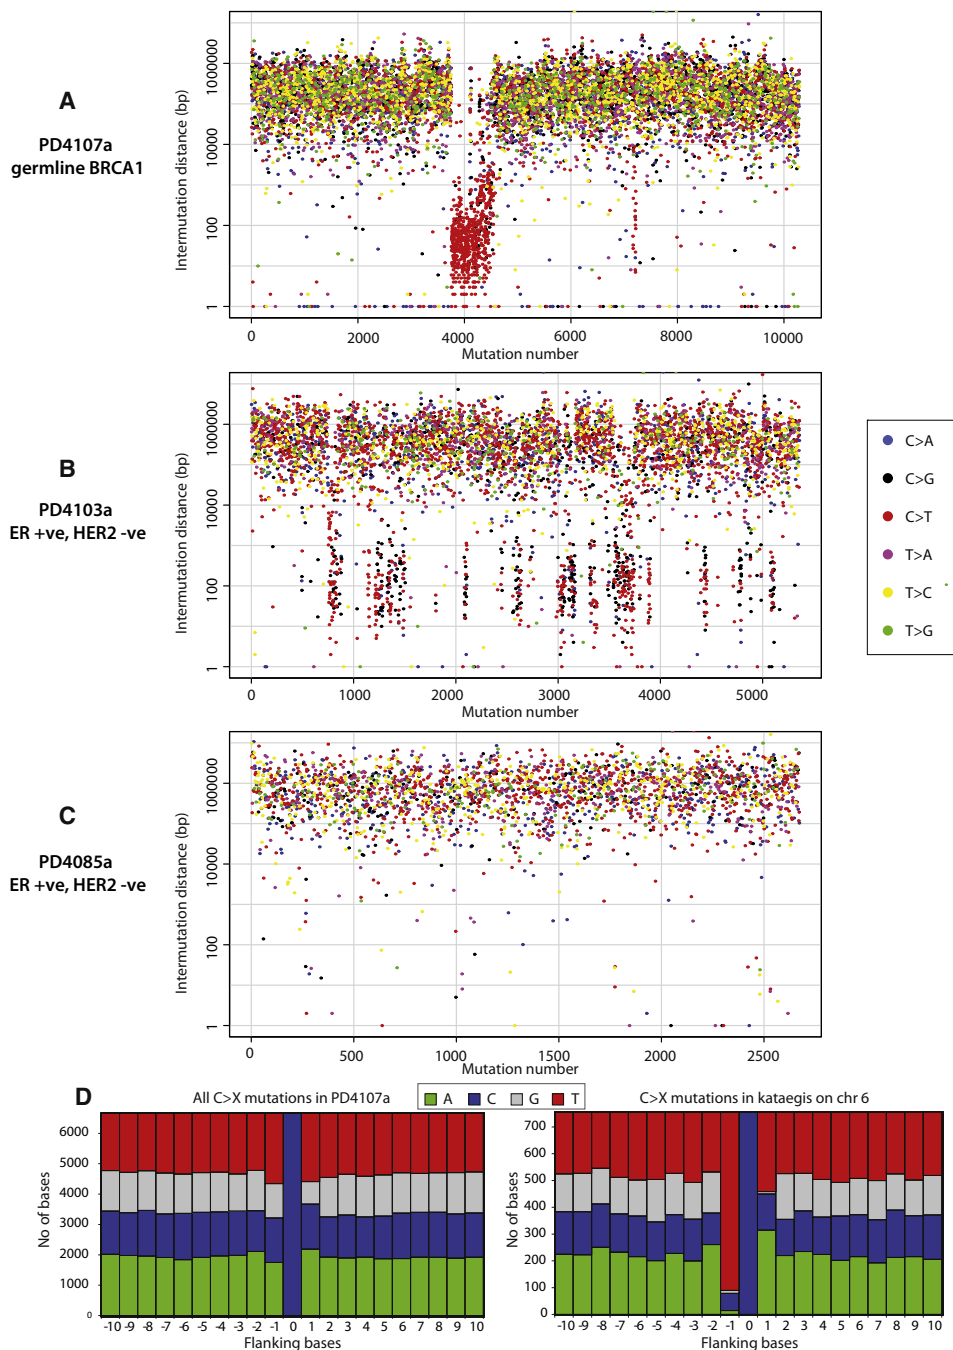 A
PD4107a
germline BRCA1
Intermutation distance (bp)
1000000
10000
100
1
0 2000 4000 6000 8000 10000
Mutation number
B
PD4103a
ER +ve, HER2 -ve
Intermutation distance (bp)
1000000
10000
100
1
0 1000 2000 3000 4000 5000
Mutation number
C>A
C>G
C>T
T>A
T>C
T>G
C
PD4085a
ER +ve, HER2 -ve
Intermutation distance (bp)
1000000
10000
100
1
0 500 1000 1500 2000 2500
Mutation number
D
All C>X mutations in PD4107a
A C G T
C>X mutations in kataegis on chr 6
No of bases
6000
5000
4000
3000
2000
1000
0
-10 -9 -8 -7 -6 -5 -4 -3 -2 -1 0 1 2 3 4 5 6 7 8 9 10
Flanking bases
No of bases
700
600
500
400
300
200
100
0
-10 -9 -8 -7 -6 -5 -4 -3 -2 -1 0 1 2 3 4 5 6 7 8 9 10
Flanking bases